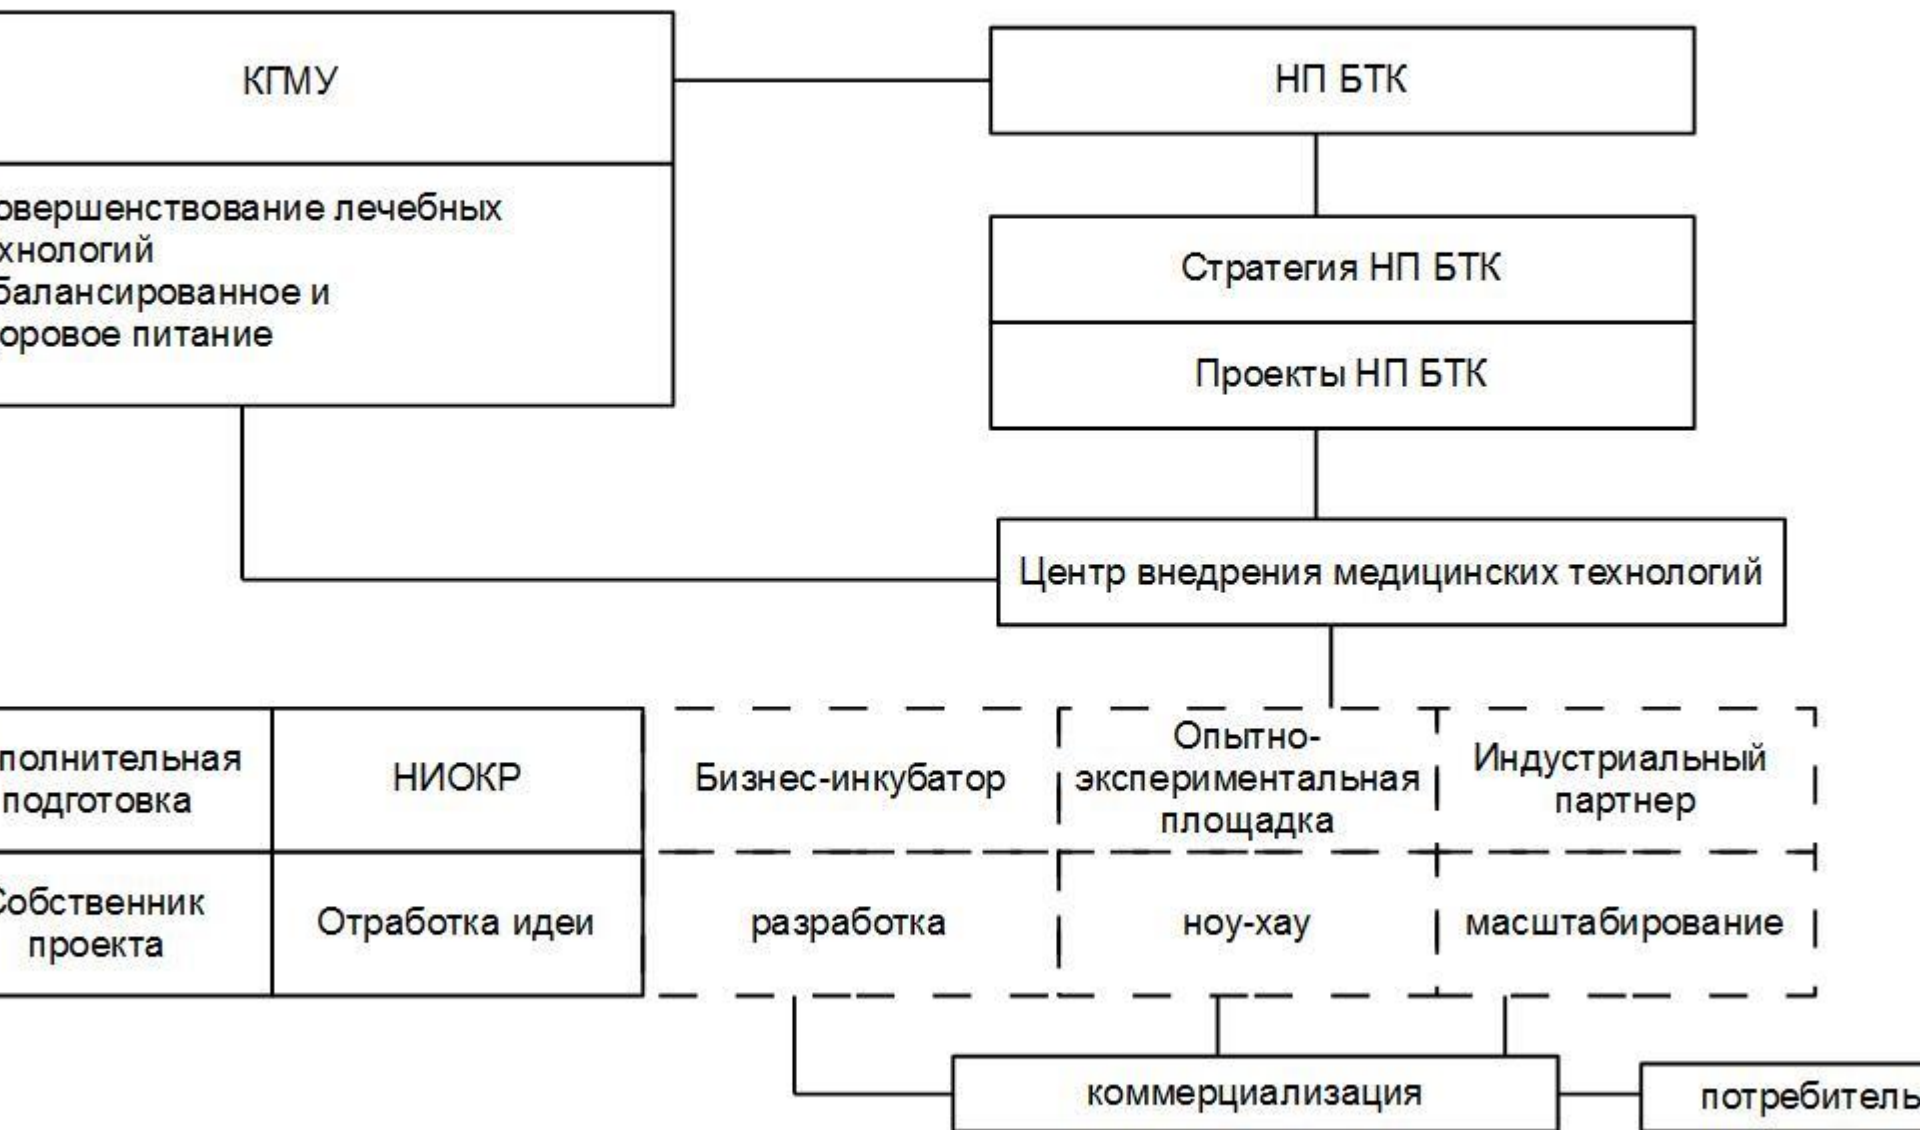 КГМУ
НП БТК
овершенствование лечебных
хнологий
балансированное и
оровое питание
Стратегия НП БТК
Проекты НП БТК
Центр внедрения медицинских технологий
полнительная
подготовка
НИОКР
Бизнес-инкубатор
Опытно-
экспериментальная
площадка
Индустриальный
партнер
Собственник
проекта
Отработка идеи
разработка
ноу-хау
масштабирование
коммерциализация
потребитель